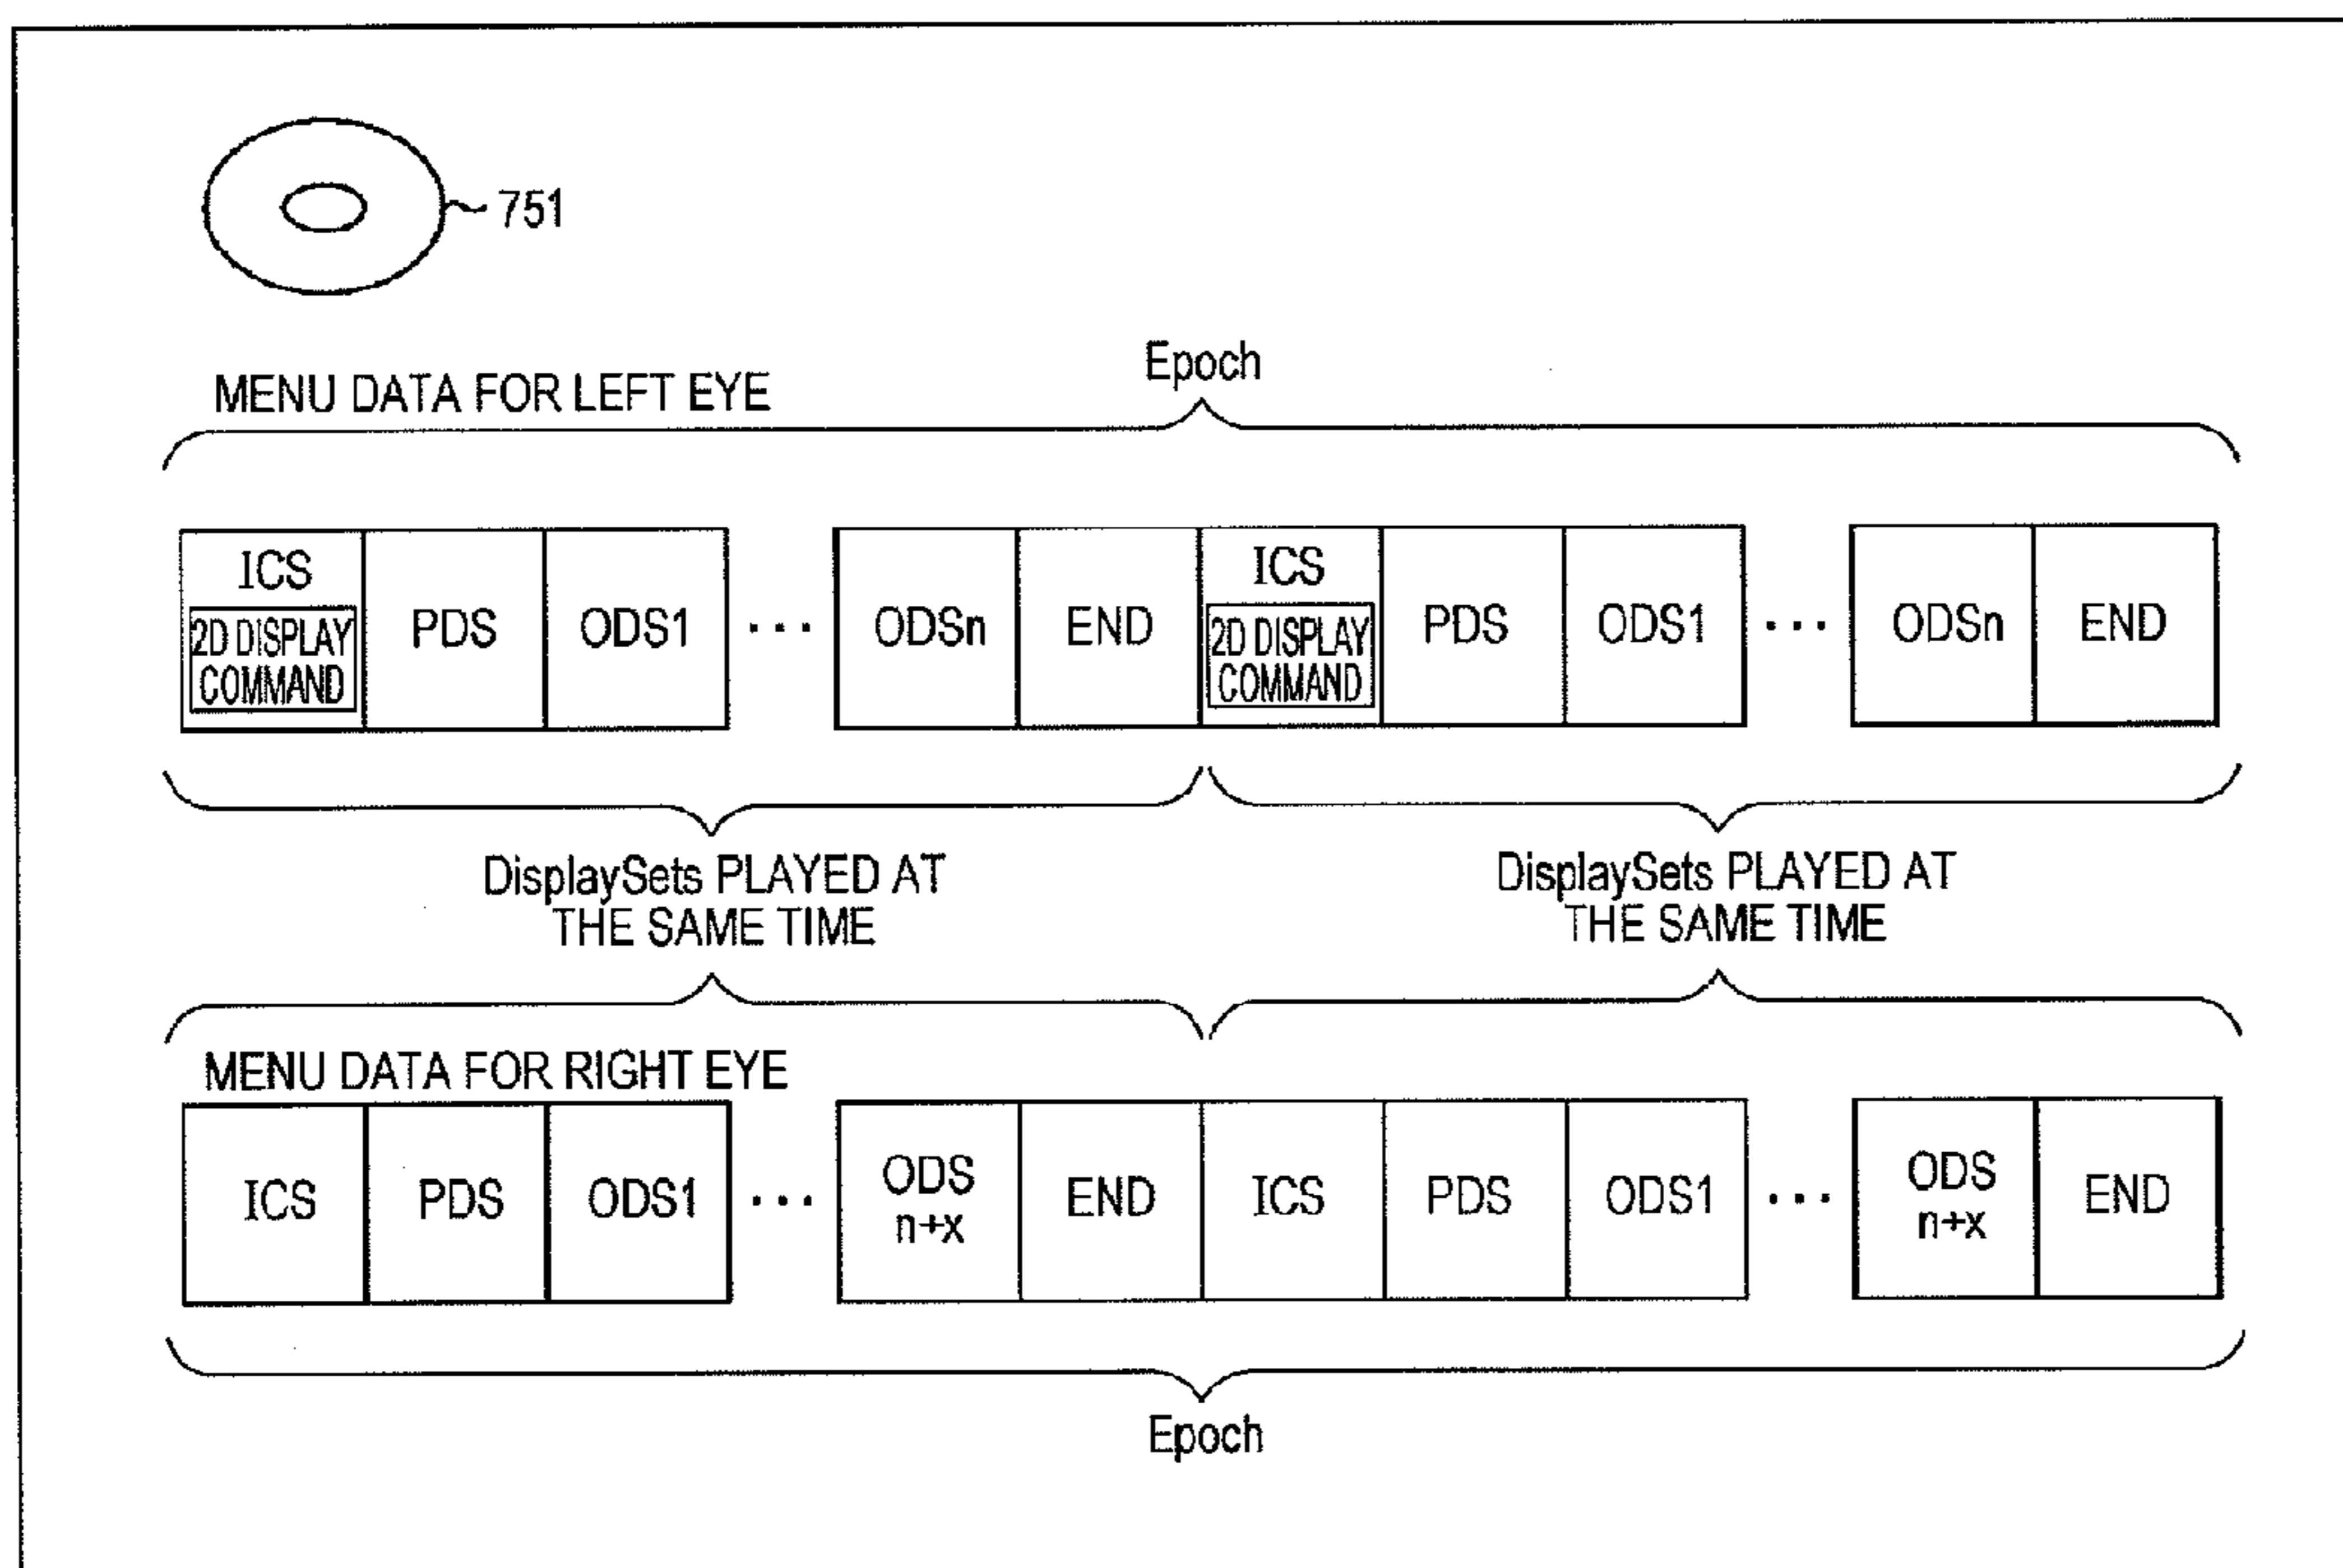 751
Epoch
MENU DATA FOR LEFT EYE
ICS
2D DISPLAY
COMMAND
PDS
ODS1
...
ODSn
END
ICS
2D DISPLAY
COMMAND
PDS
ODS1
...
ODSn
END
DisplaySets PLAYED AT
THE SAME TIME
DisplaySets PLAYED AT
THE SAME TIME
MENU DATA FOR RIGHT EYE
ICS
PDS
ODS1
...
ODS
n+x
END
ICS
PDS
ODS1
...
ODS
n+x
END
Epoch